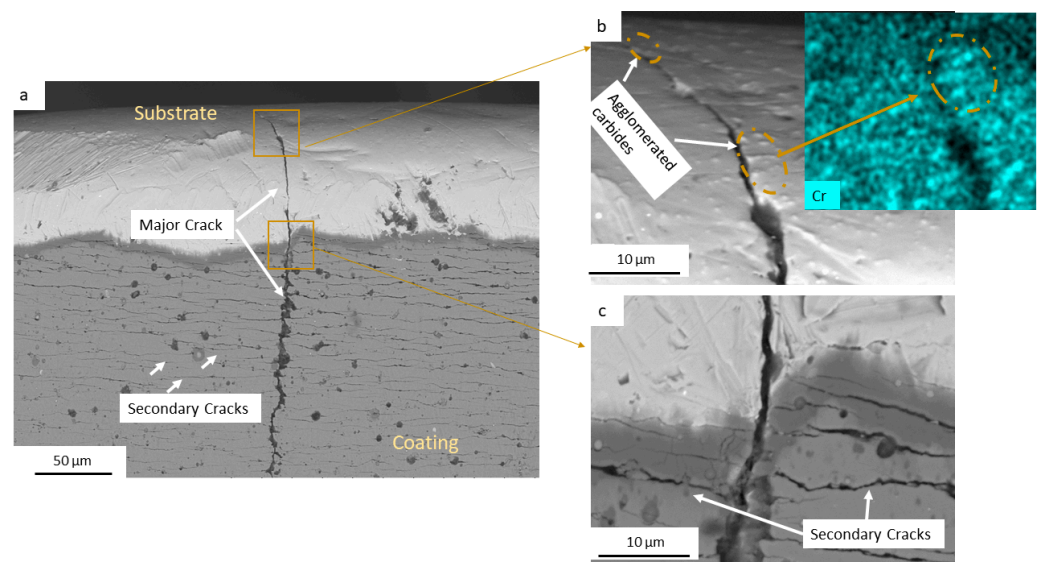 a
Substrate
Major Crack
Secondary Cracks
Coating
50 µm
b
Agglomerated
carbides
10 µm
Cr
c
Secondary Cracks
10 µm